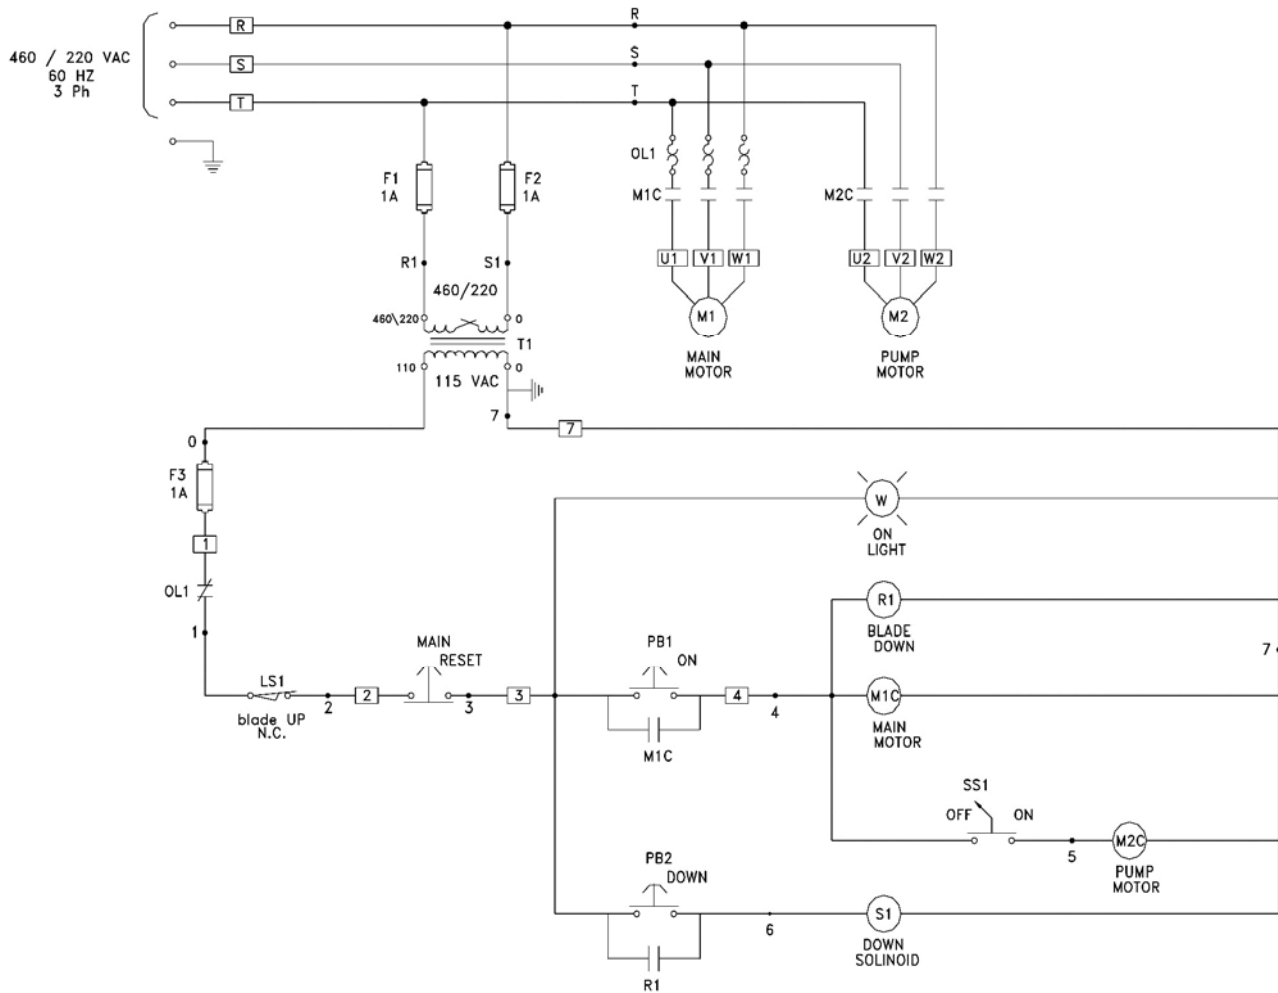 R
R
460 / 220 VAC
60 HZ
3 Ph
S
S
T
T
OL1
F1
1A
F2
1A
M1C
M2C
U1 V1 W1
U2 V2 W2
R1
S1
460/220
460\220
0
M1
M2
T1
MAIN
MOTOR
PUMP
MOTOR
110
0
115 VAC
7
7
0
F3
1A
W
ON
LIGHT
1
OL1
R1
BLADE
DOWN
1
MAIN
RESET
PB1
ON
7
LS1
2
2
3
3
4
4
M1C
blade UP
N.C.
MAIN
MOTOR
M1C
SS1
OFF
ON
5
M2C
PUMP
MOTOR
PB2
DOWN
6
S1
DOWN
SOLINOID
R1